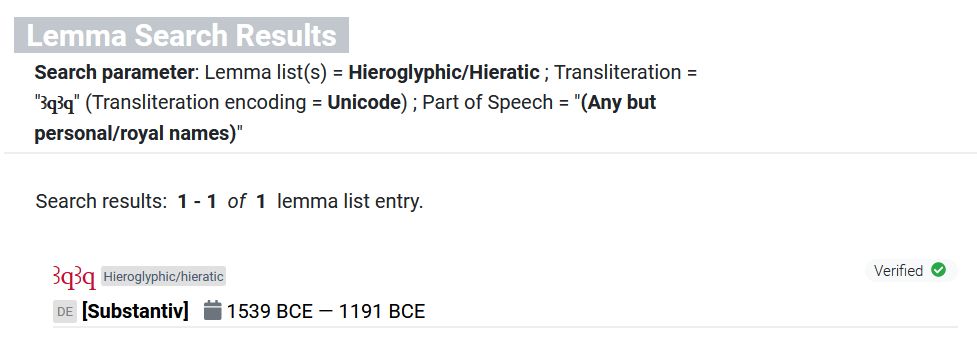 Lemma Search Results
Search parameter: Lemma list(s) = Hieroglyphic/Hieratic ; Transliteration =
"ꜣqꜣq" (Transliteration encoding = Unicode) ; Part of Speech = "(Any but
personal/royal names)"
Search results: 1 - 1 of 1 lemma list entry.
ꜣqꜣq Hieroglyphic/hieratic Verified
DE [Substantiv] 1539 BCE — 1191 BCE